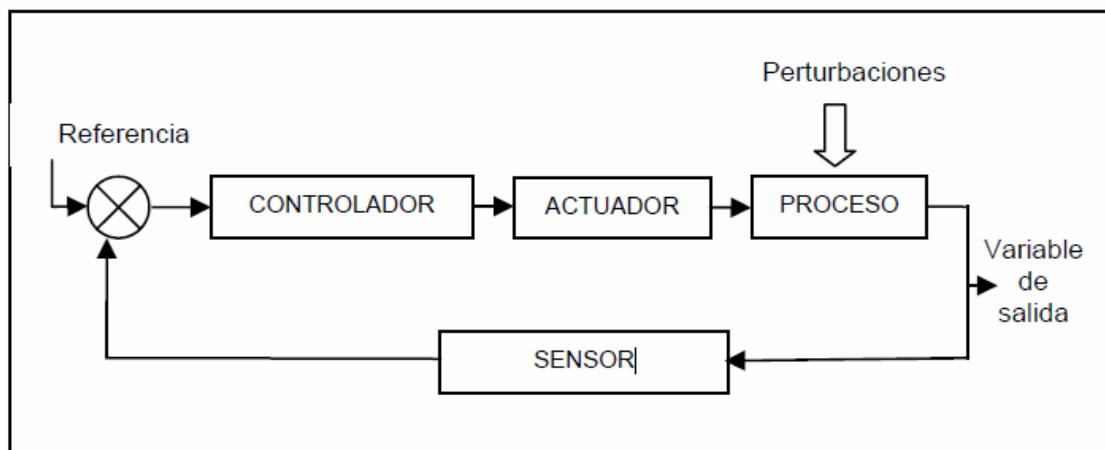 Perturbaciones
Referencia
CONTROLADOR
ACTUADOR
PROCESO
Variable
de
salida
SENSOR